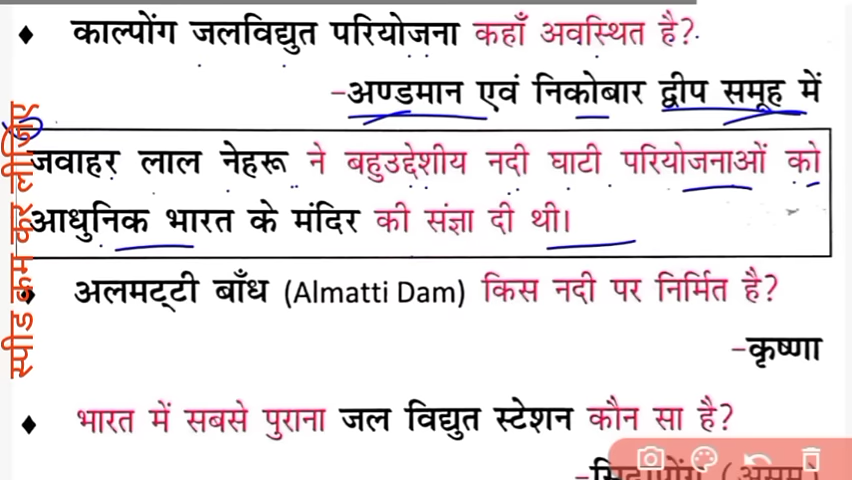 ♦ काल्पोंग जलविद्युत परियोजना कहाँ अवस्थित है?
-अण्डमान एवं निकोबार द्वीप समूह में
जवाहर लाल नेहरू ने बहुउद्देशीय नदी घाटी परियोजनाओं को
आधुनिक भारत के मंदिर की संज्ञा दी थी।
♦ अलमट्टी बाँध (Almatti Dam) किस नदी पर निर्मित है?
-कृष्णा
♦ भारत में सबसे पुराना जल विद्युत स्टेशन कौन सा है?
स्पीड कम कर लीजिए